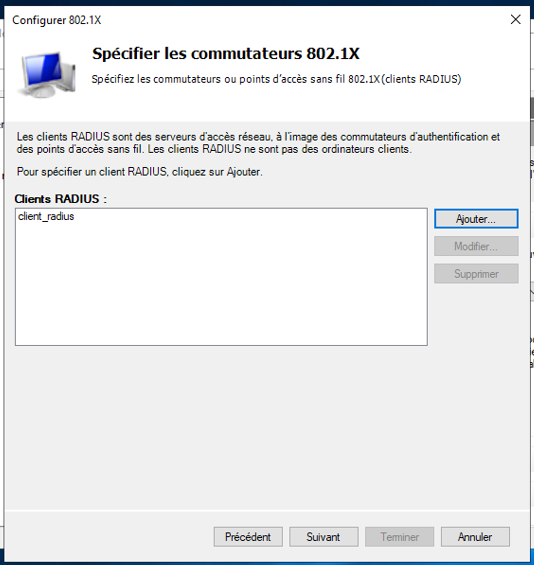 Configurer 802.1X
Spécifier les commutateurs 802.1X
Spécifiez les commutateurs ou points d'accès sans fil 802.1X(clients RADIUS)
Les clients RADIUS sont des serveurs d'accès réseau, à l'image des commutateurs d'authentification et
des points d'accès sans fil. Les clients RADIUS ne sont pas des ordinateurs clients.
Pour spécifier un client RADIUS, cliquez sur Ajouter.
Clients RADIUS :
client_radius
Ajouter...
Modifier...
Supprimer
Précédent
Suivant
Terminer
Annuler